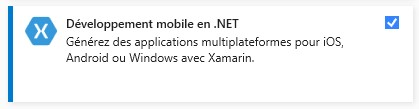 Développement mobile en .NET
Générez des applications multiplateformes pour iOS,
Android ou Windows avec Xamarin.